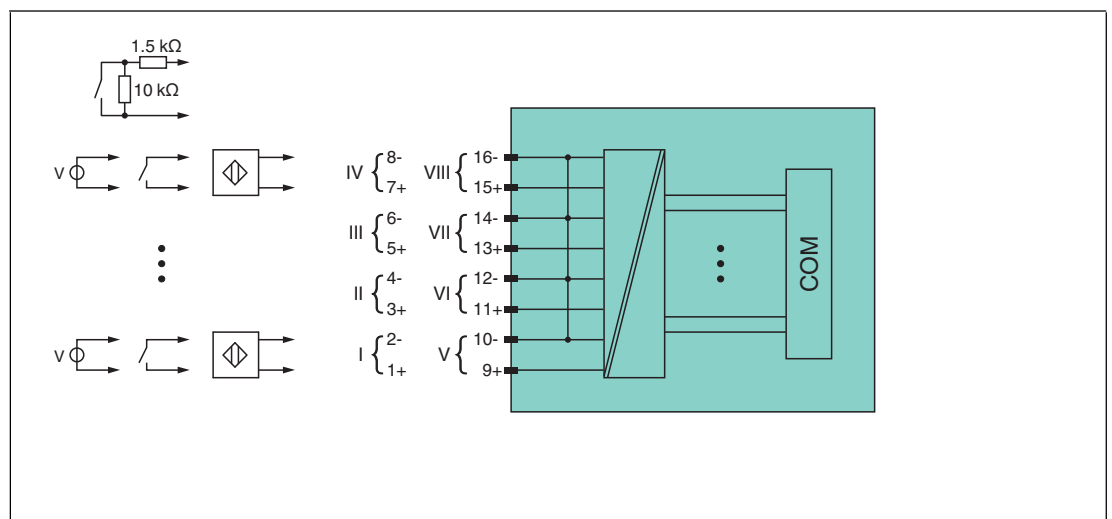 1.5 kΩ
10 kΩ
V
IV { 8- VIII { 16-
7+ 15+
III { 6- VII { 14-
5+ 13+
II { 4- VI { 12-
3+ 11+
V
I { 2- V { 10-
1+ 9+
COM